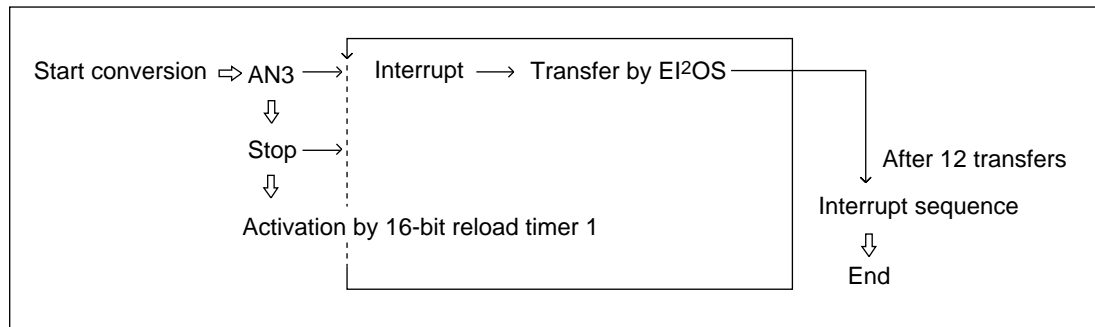 Start conversion ⇨ AN3 → Interrupt → Transfer by EI²OS
Stop →
After 12 transfers
Activation by 16-bit reload timer 1
Interrupt sequence
End